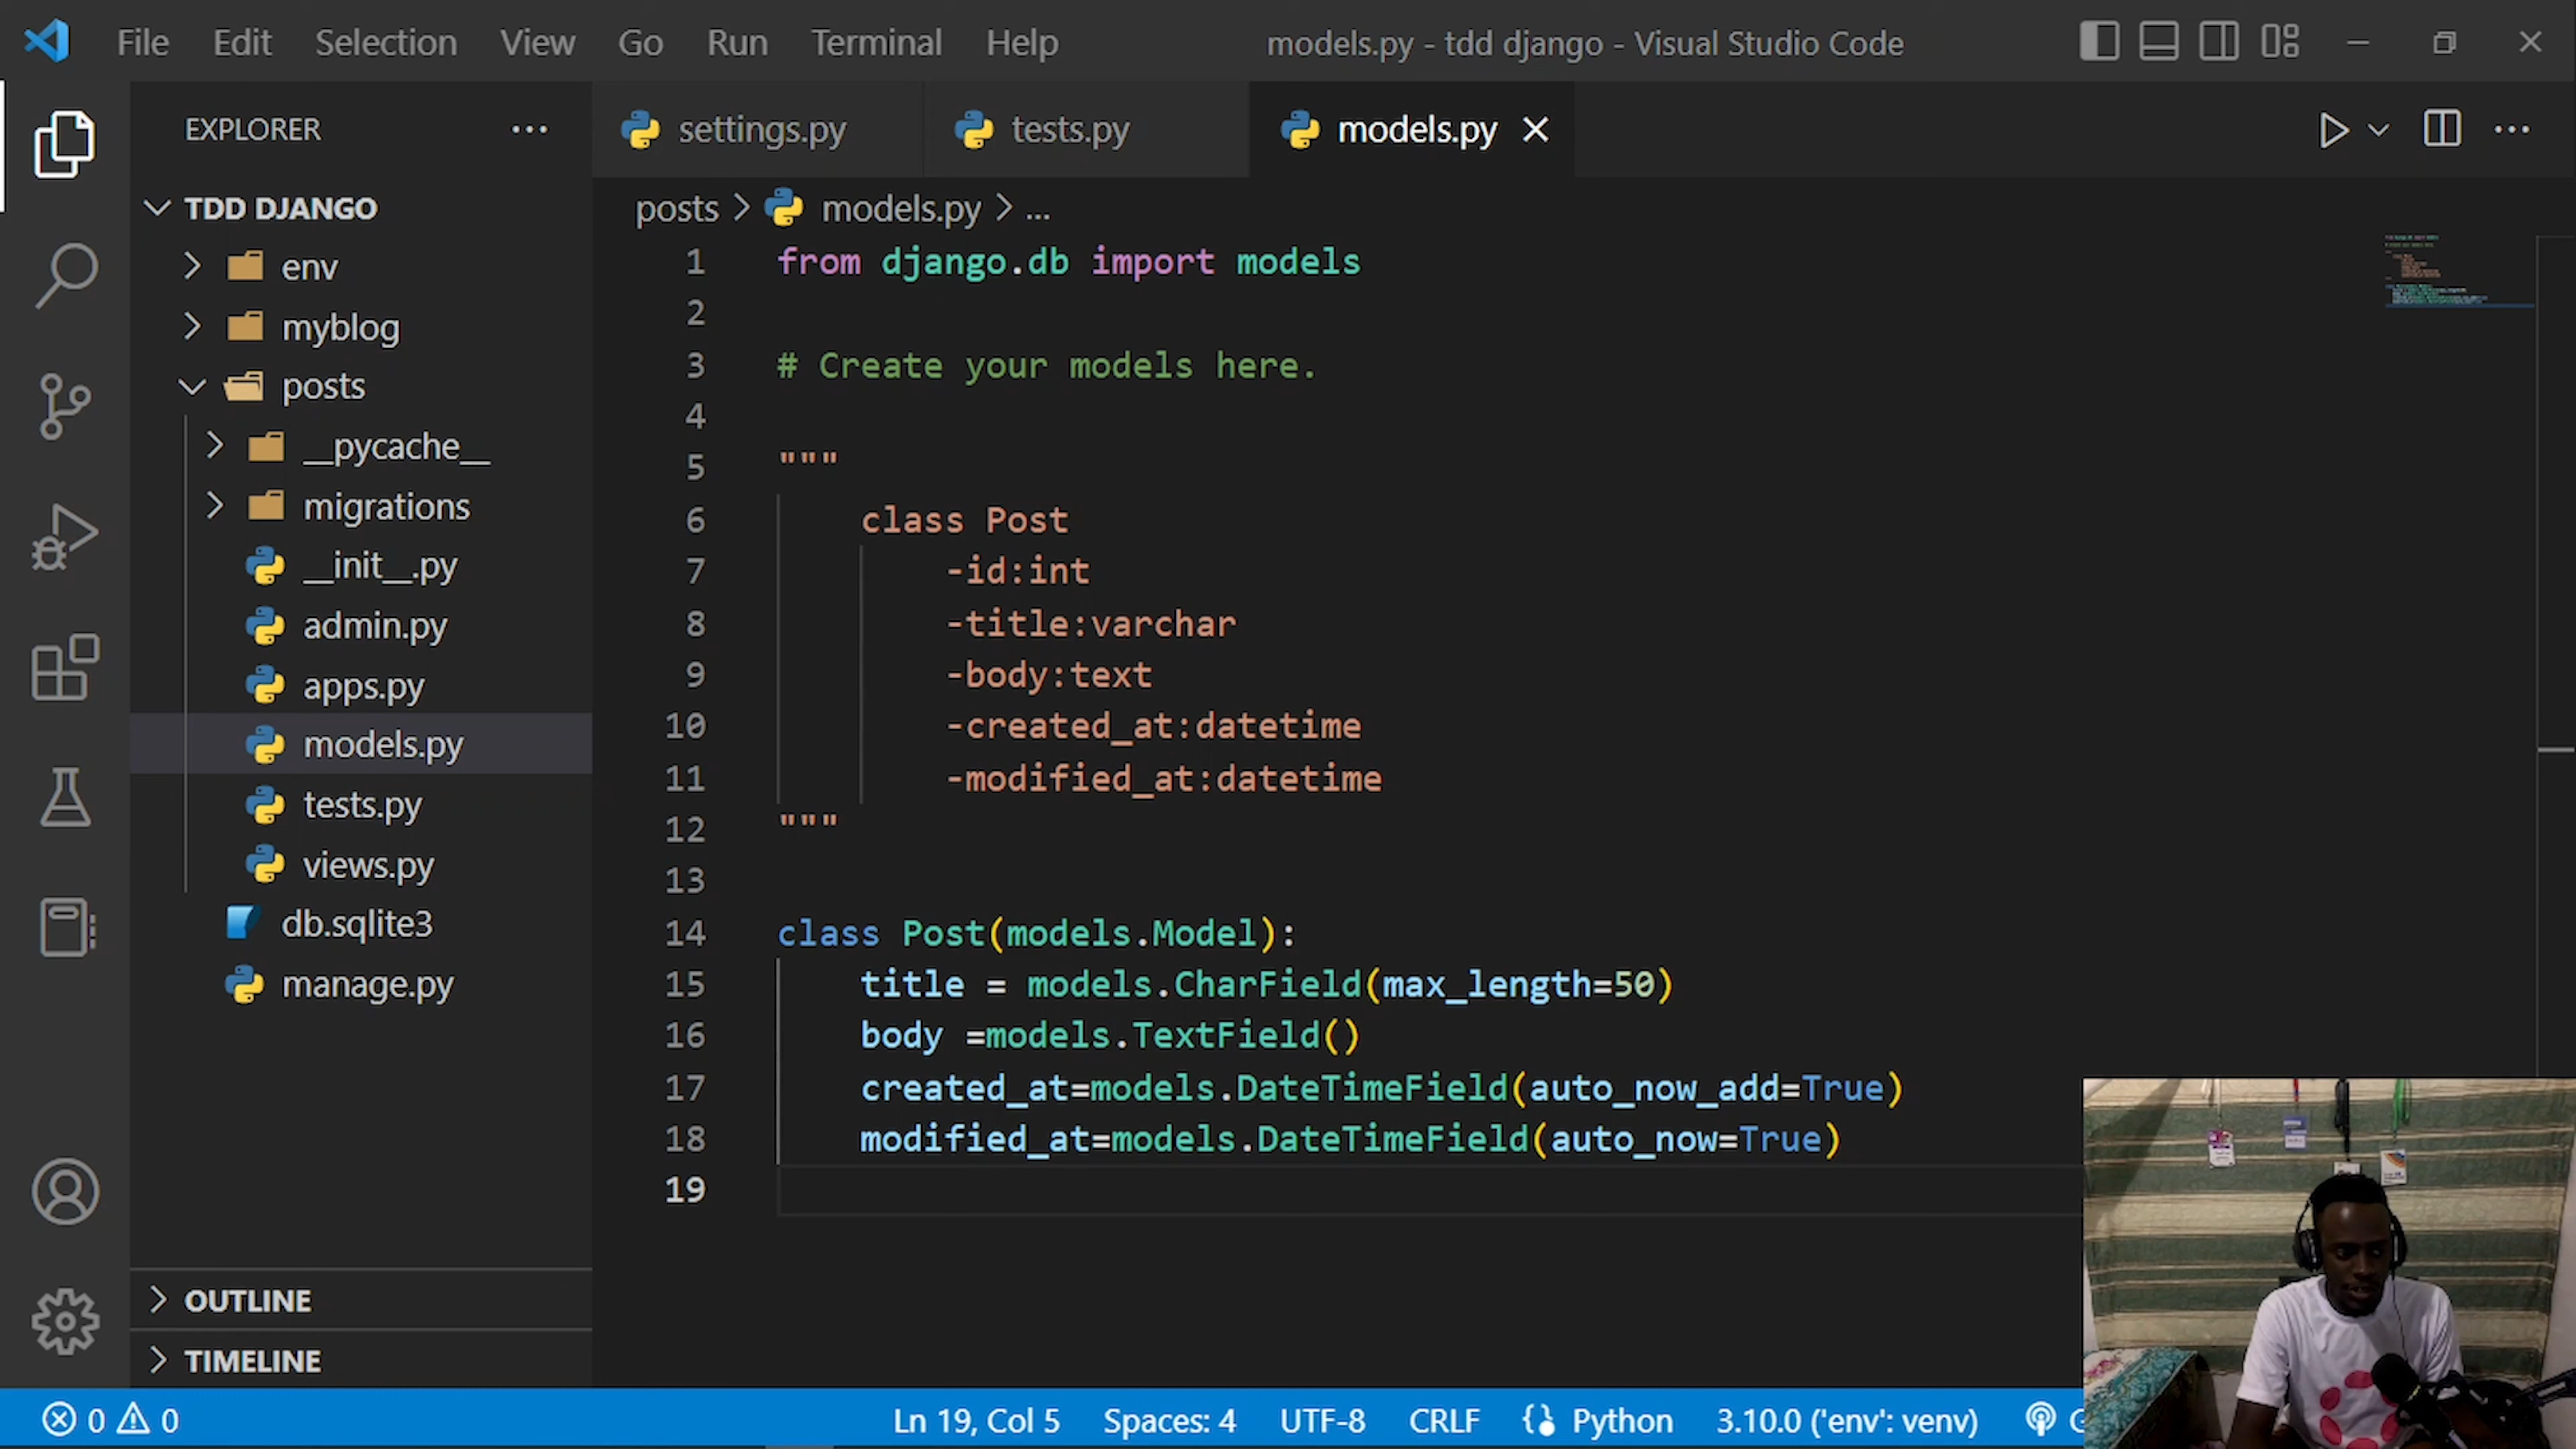 File Edit Selection View Go Run Terminal Help models.py - tdd django - Visual Studio Code
EXPLORER
settings.py
tests.py
models.py
TDD DJANGO
env
myblog
posts
__pycache__
migrations
__init__.py
admin.py
apps.py
models.py
tests.py
views.py
db.sqlite3
manage.py
OUTLINE
TIMELINE
posts > models.py > ...
1 from django.db import models
2
3 # Create your models here.
4
5 """
6 class Post
7 -id:int
8 -title:varchar
9 -body:text
10 -created_at:datetime
11 -modified_at:datetime
12 """
13
14 class Post(models.Model):
15 title = models.CharField(max_length=50)
16 body =models.TextField()
17 created_at=models.DateTimeField(auto_now_add=True)
18 modified_at=models.DateTimeField(auto_now=True)
19
0 0 Ln 19, Col 5 Spaces: 4 UTF-8 CRLF Python 3.10.0 ('env': venv)